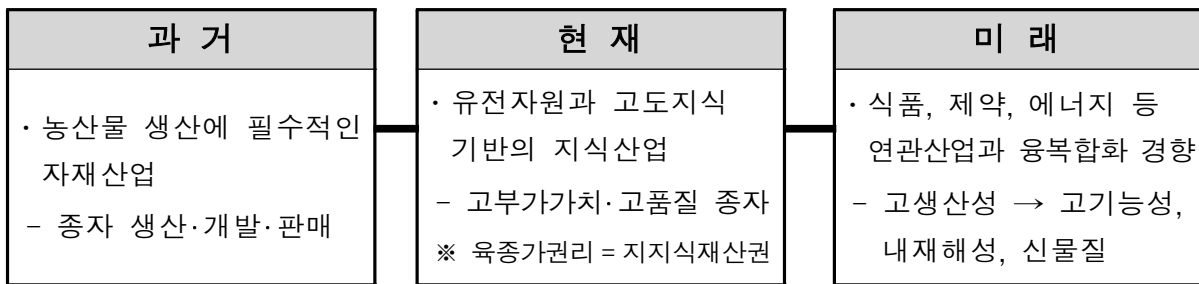 과 거
· 농산물 생산에 필수적인
자재산업
- 종자 생산·개발·판매
현 재
· 유전자원과 고도지식
기반의 지식산업
- 고부가가치·고품질 종자
※ 육종가권리 = 지지식재산권
미 래
· 식품, 제약, 에너지 등
연관산업과 융복합화 경향
- 고생산성 → 고기능성,
내재해성, 신물질